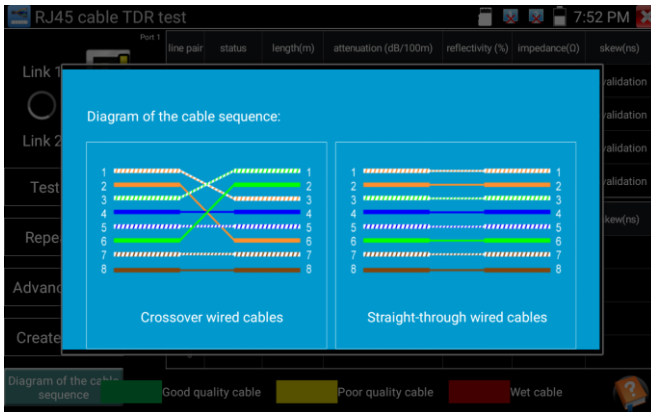 RJ45 cable TDR test
7:52 PM
Port 1
line pair status length(m) attenuation (dB/100m) reflectivity (%) impedance(Ω) skew(ns)
Link 1
validation
Diagram of the cable sequence:
validation
Link 2
validation
1 1 1 1
2 2 2 2
Test
validation
3 3 3 3
4 4 4 4
skew(ns)
5 5 5 5
Repe
6 6 6 6
7 7 7 7
8 8 8 8
Advanc
Crossover wired cables Straight-through wired cables
Create
Diagram of the cable
sequence
Good quality cable Poor quality cable Wet cable